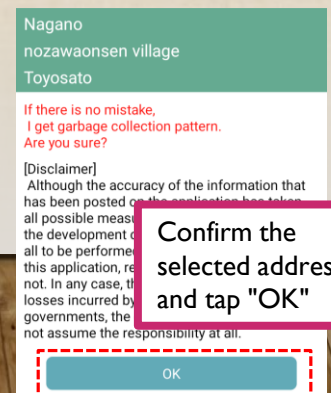 Nagano
nozawaonsen village
Toyosato
If there is no mistake,
I get garbage collection pattern.
Are you sure?
[Disclaimer]
Although the accuracy of the information that
has been posted on the application has taken
all possible
the development
all to be performed
this application,
not. In any case,
losses incurred by
governments, the
not assume the responsibility at all.
Confirm the
selected addres
and tap "OK"
OK